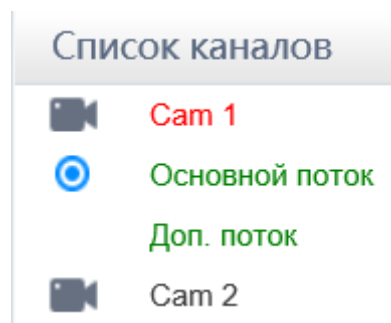 Список каналов
Cam 1
Основной поток
Доп. поток
Cam 2